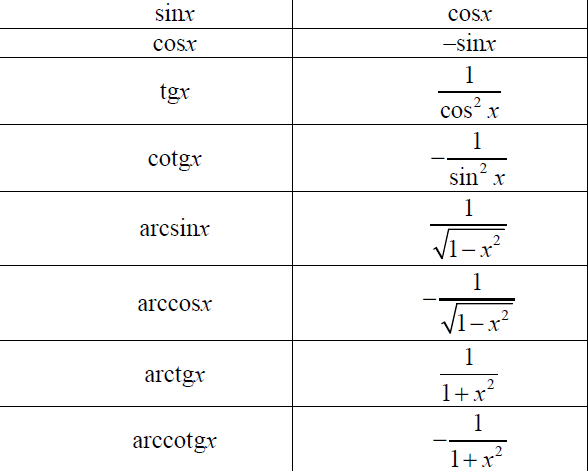 sinx cosx
cosx −sinx
tgx 1/cos² x
cotgx −1/sin² x
arcsinx 1/√(1−x²)
arccosx −1/√(1−x²)
arctgx 1/(1+x²)
arccotgx −1/(1+x²)